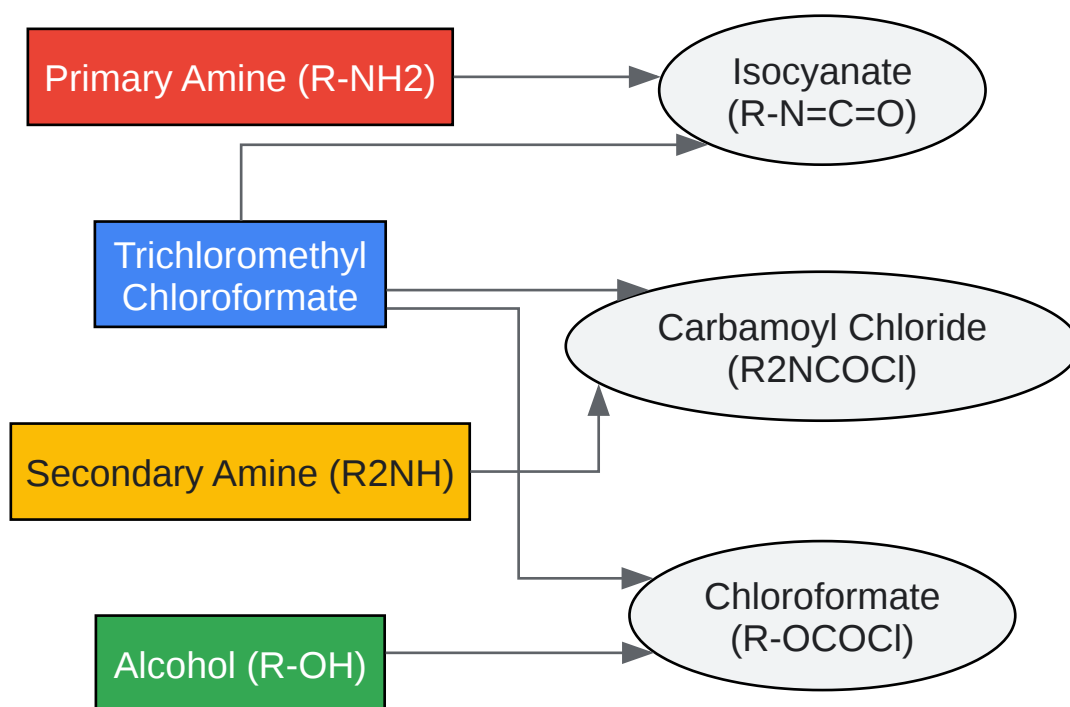 Primary Amine (R-NH2)
Isocyanate
(R-N=C=O)
Trichloromethyl
Chloroformate
Carbamoyl Chloride
(R2NCOCl)
Secondary Amine (R2NH)
Chloroformate
(R-OCOCl)
Alcohol (R-OH)